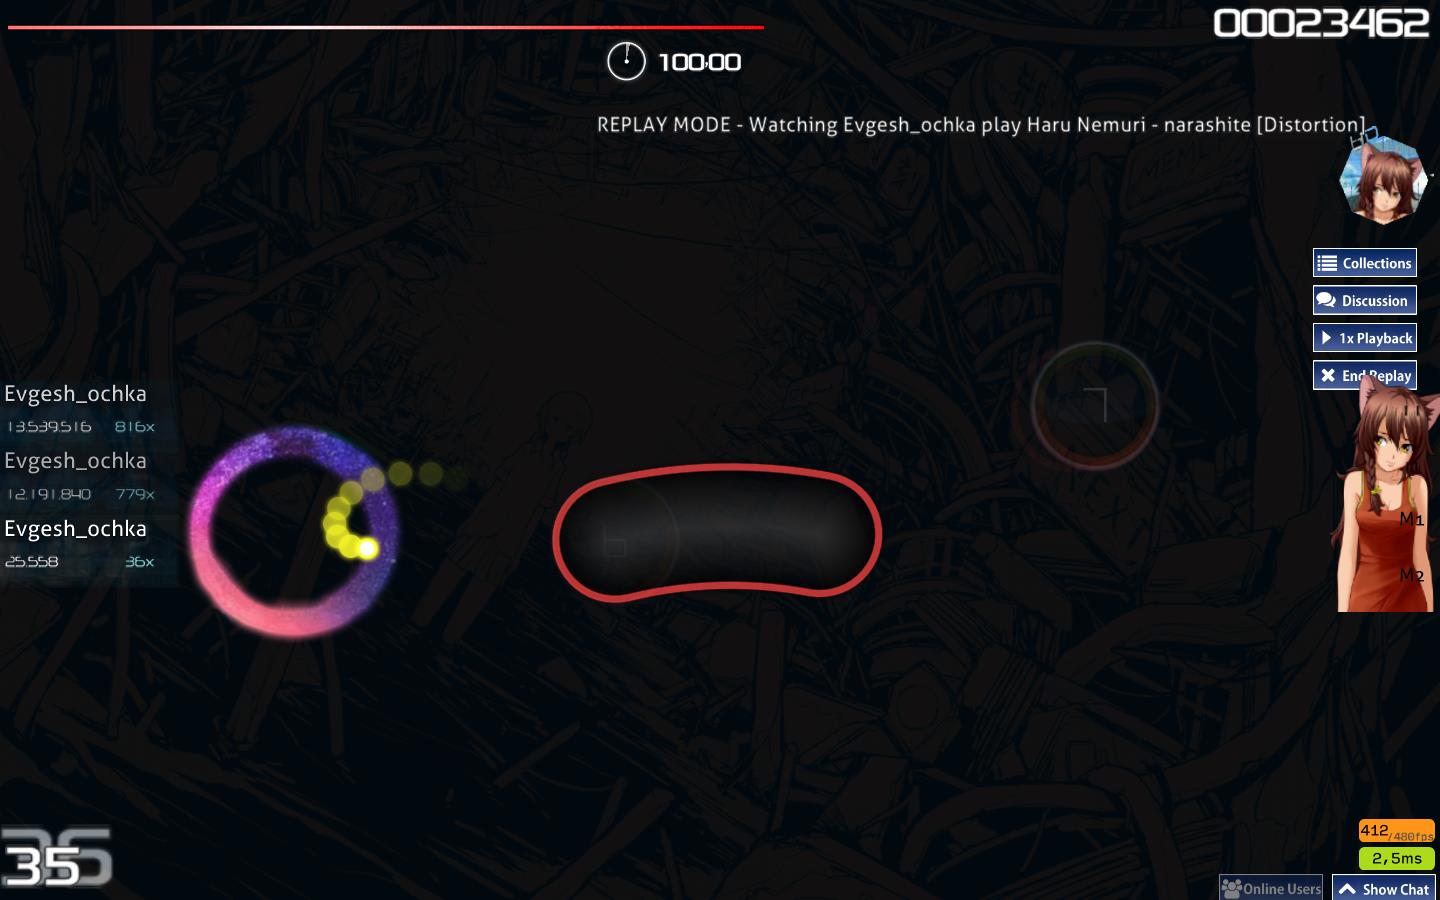 00023462
100.00
REPLAY MODE - Watching Evgesh_ochka play Haru Nemuri - narashite [Distortion]
HD
Collections
Discussion
1x Playback
End Replay
Evgesh_ochka
13,539,516 816x
Evgesh_ochka
12,191,840 779x
Evgesh_ochka
25,558 36x
M1
M2
35
412/480fps
2,5ms
Online Users
Show Chat